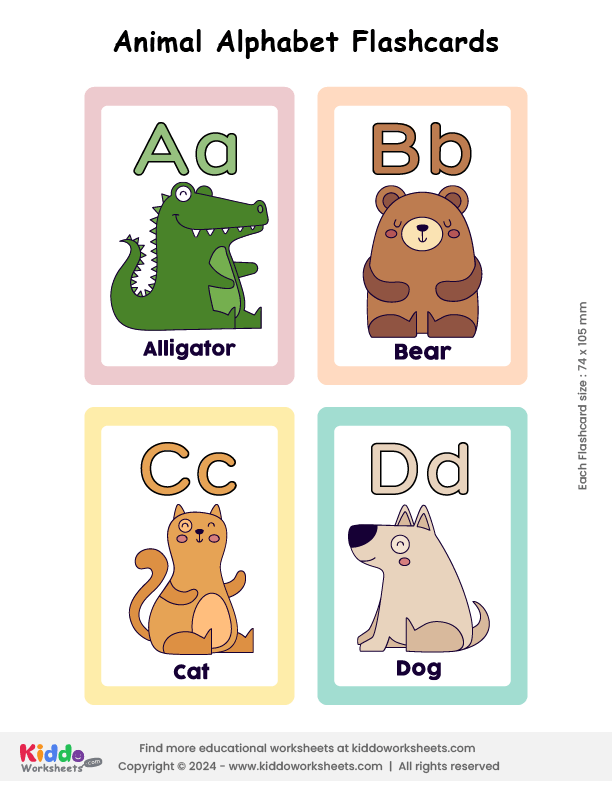 Animal Alphabet Flashcards
Aa
Alligator
Bb
Bear
Each Flashcard size : 74 x 105 mm
Cc
Cat
Dd
Dog
Kiddo
Worksheets.com
Find more educational worksheets at kiddoworksheets.com
Copyright © 2024 - www.kiddoworksheets.com | All rights reserved